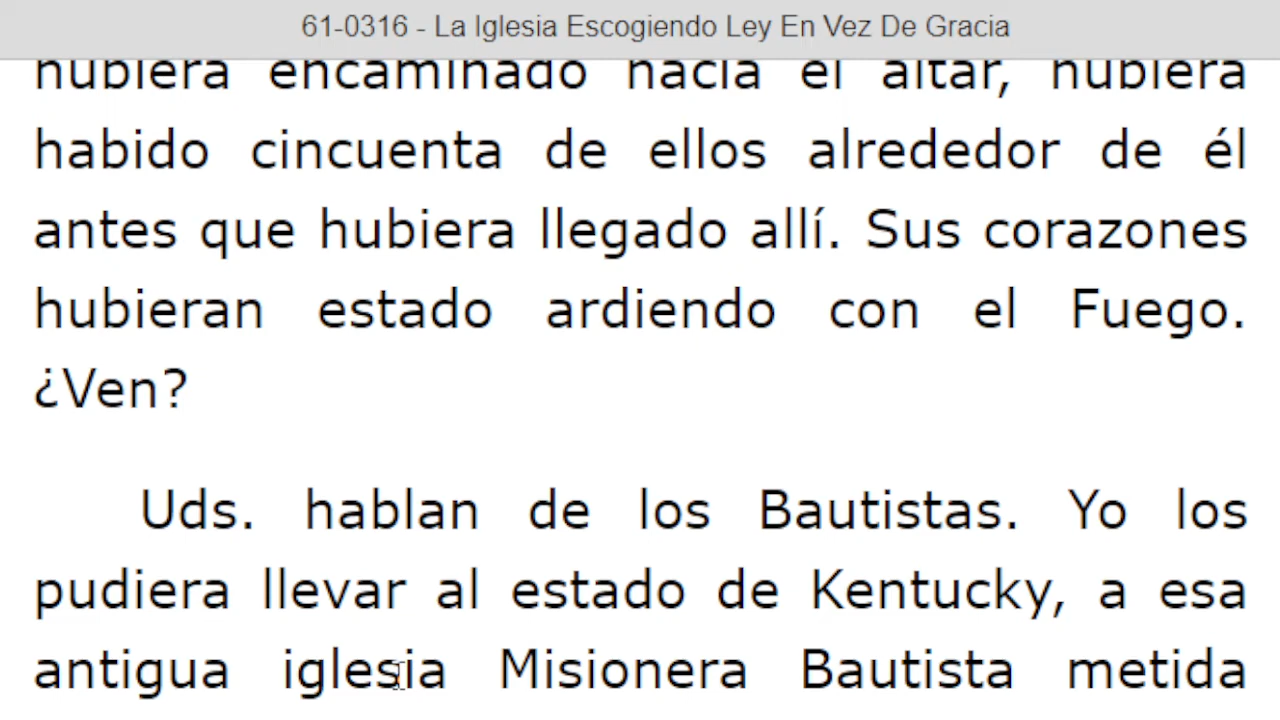 61-0316 - La Iglesia Escogiendo Ley En Vez De Gracia
hubiera encaminado hacia el altar, hubiera
habido cincuenta de ellos alrededor de él
antes que hubiera llegado allí. Sus corazones
hubieran estado ardiendo con el Fuego.
¿Ven?
Uds. hablan de los Bautistas. Yo los
pudiera llevar al estado de Kentucky, a esa
antigua iglesia Misionera Bautista metida